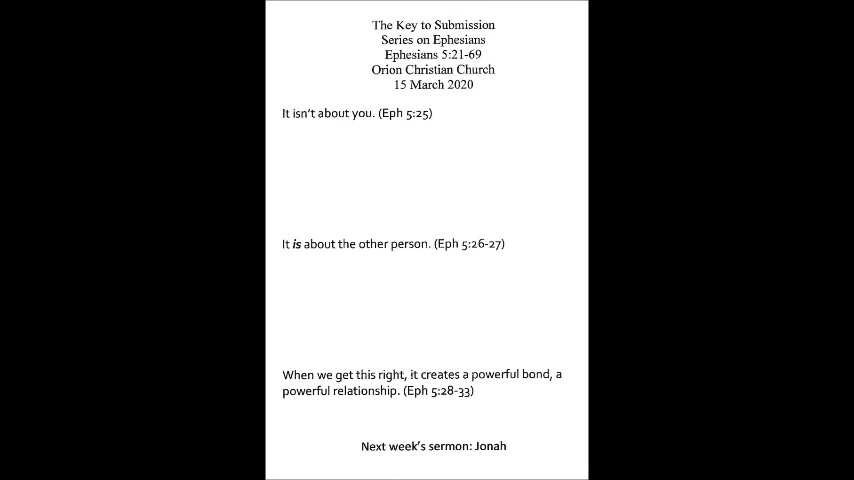 The Key to Submission
Series on Ephesians
Ephesians 5:21-69
Orion Christian Church
15 March 2020
It isn't about you. (Eph 5:25)
It is about the other person. (Eph 5:26-27)
When we get this right, it creates a powerful bond, a
powerful relationship. (Eph 5:28-33)
Next week's sermon: Jonah